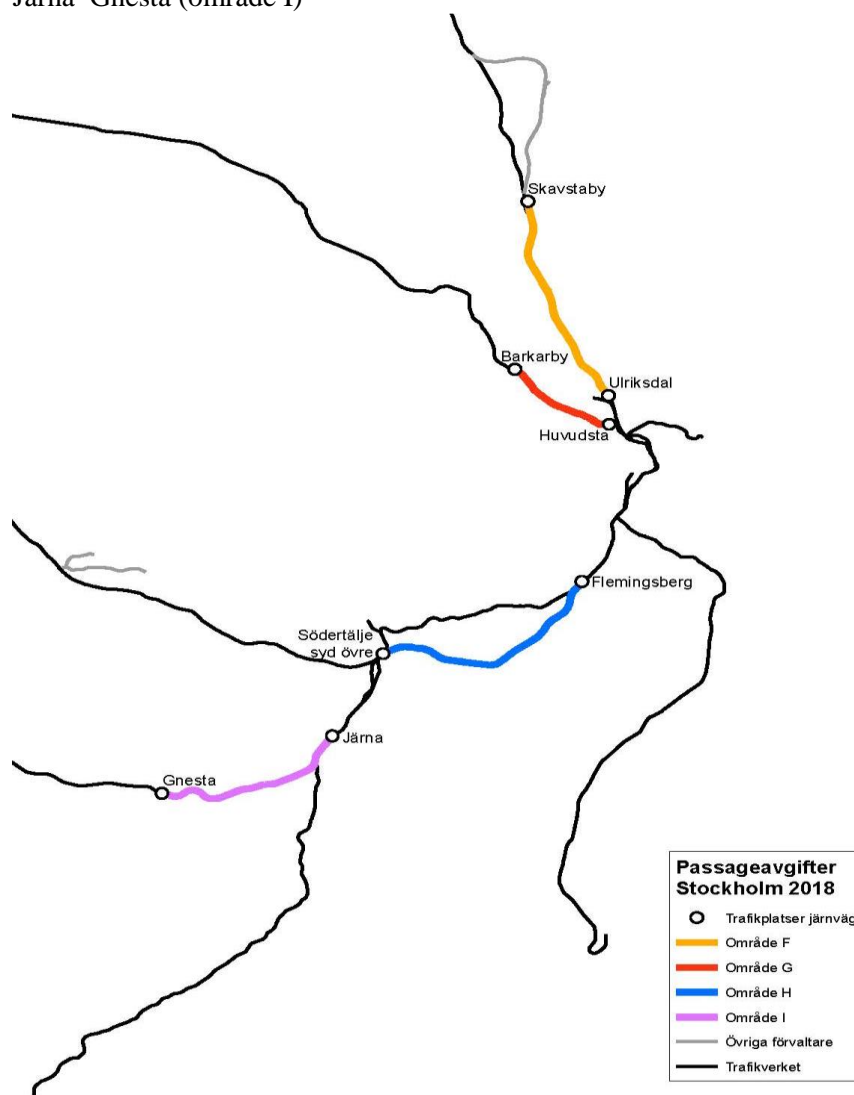 Järna–Gnesta (område I)
Skavstaby
Barkarby
Ulriksdal
Huvudsta
Flemingsberg
Södertälje
syd övre
Järna
Gnesta
Passageavgifter
Stockholm 2018
Trafikplatser järnväg
Område F
Område G
Område H
Område I
Övriga förvaltare
Trafikverket